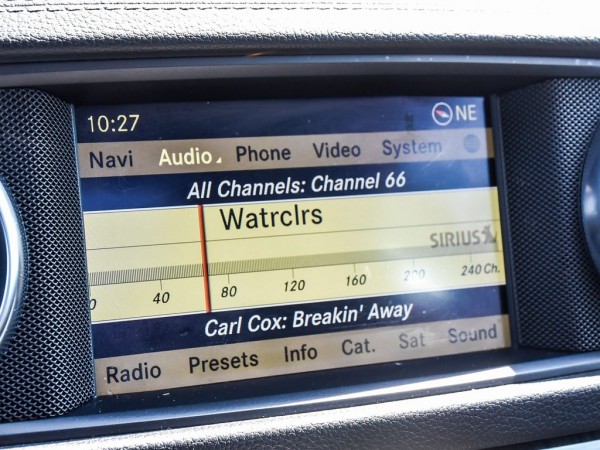 10:27 NE
Navi Audio Phone Video System
All Channels: Channel 66
Watrclrs
SIRIUS
0 40 80 120 160 200 240 Ch.
Carl Cox: Breakin' Away
Radio Presets Info Cat. Sat Sound